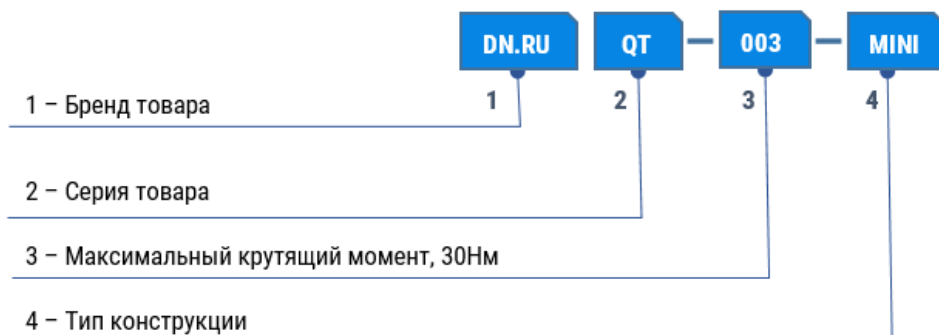 DN.RU QT – 003 – MINI
1 2 3 4
1 – Бренд товара
2 – Серия товара
3 – Максимальный крутящий момент, 30Нм
4 – Тип конструкции